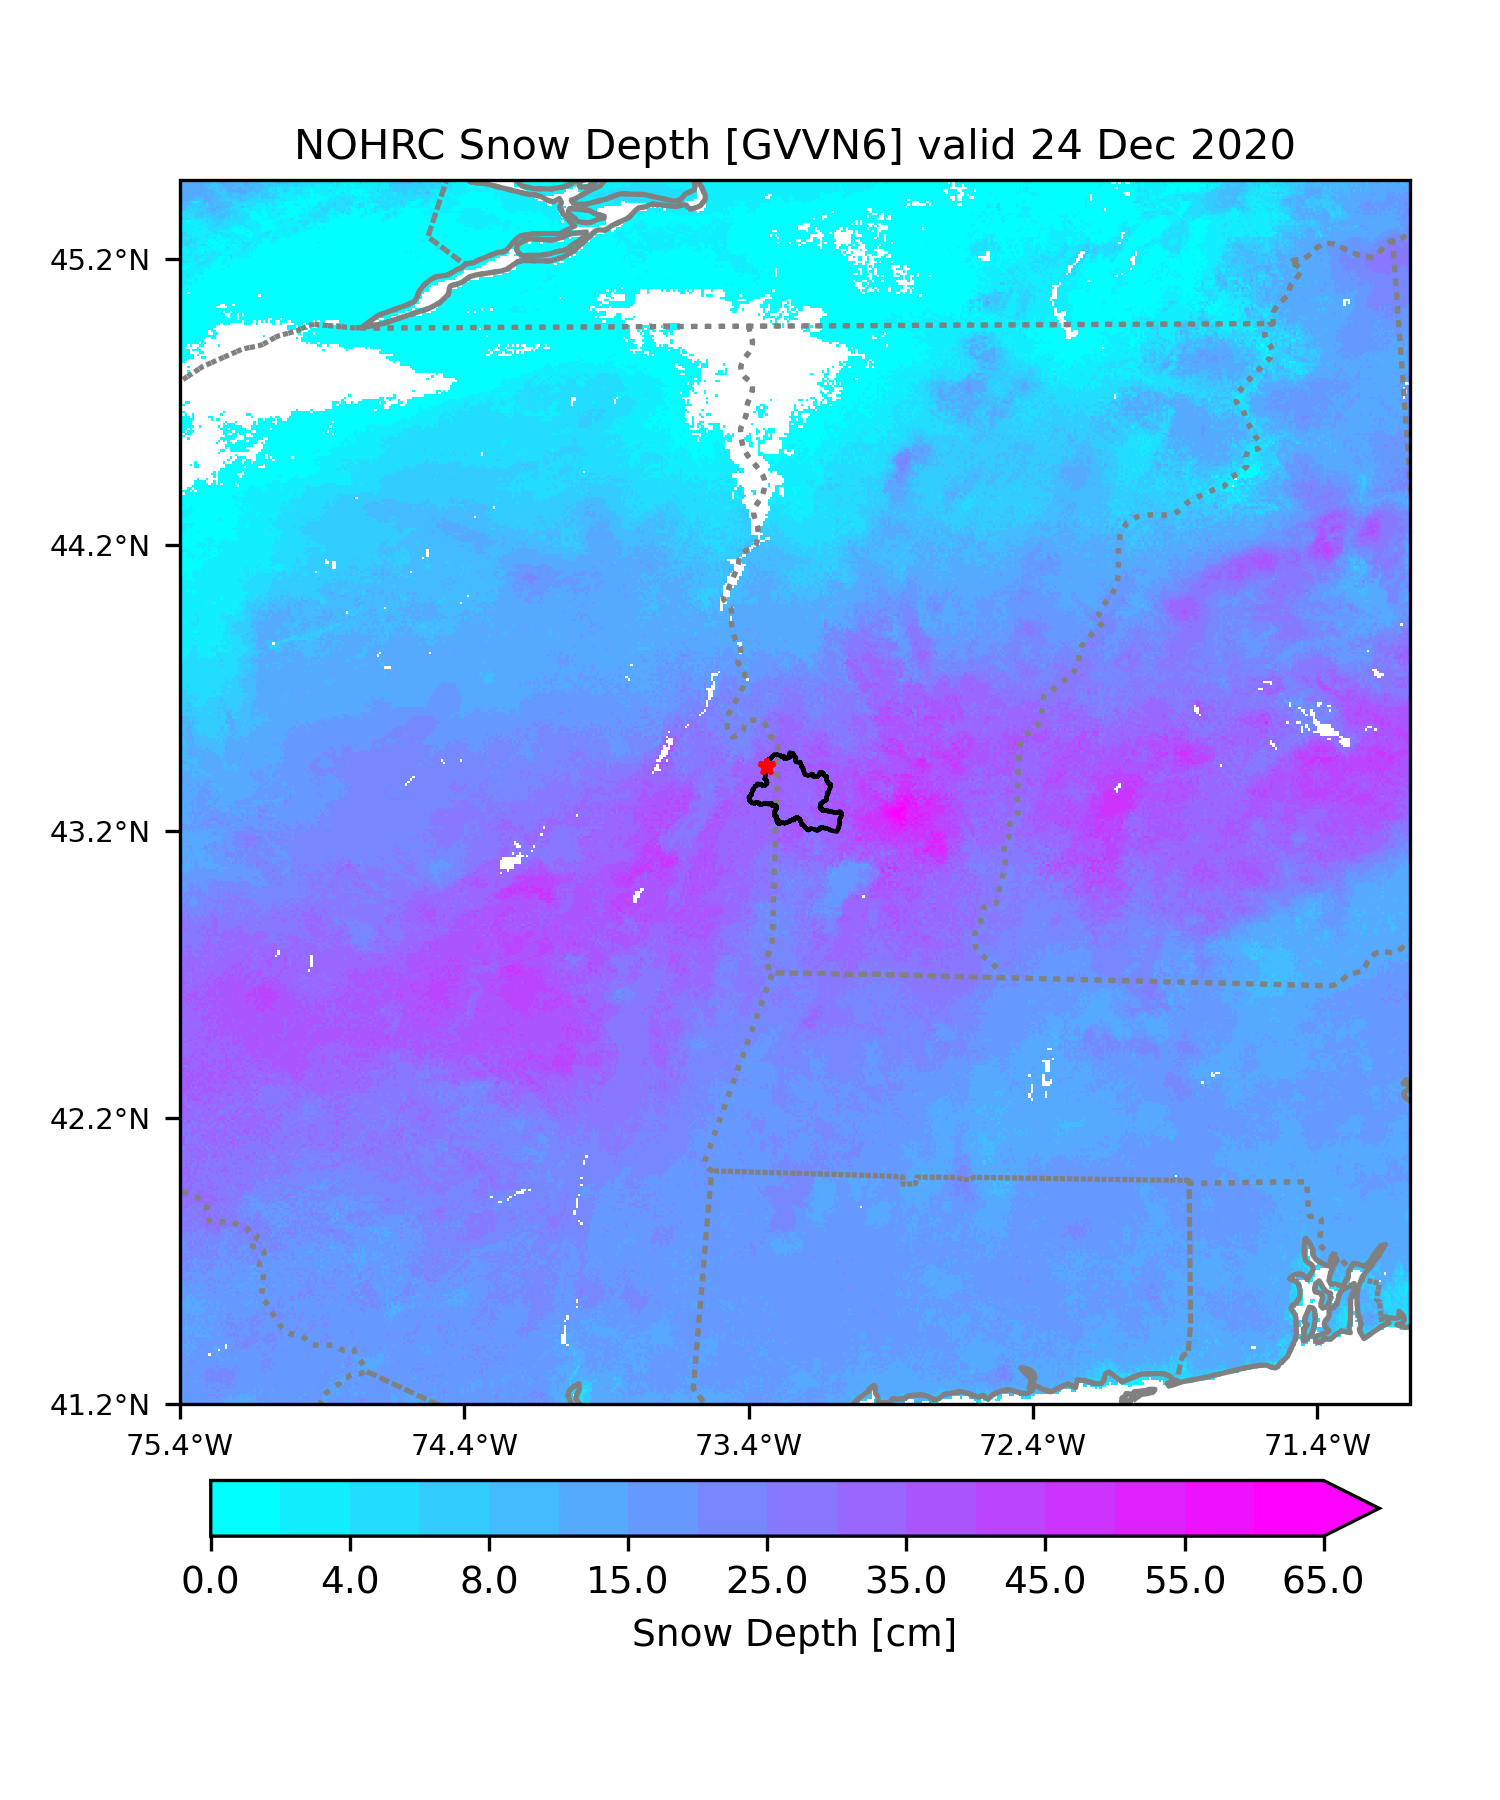 NOHRC Snow Depth [GVVN6] valid 24 Dec 2020
45.2°N
44.2°N
43.2°N
42.2°N
41.2°N
75.4°W 74.4°W 73.4°W 72.4°W 71.4°W
0.0 4.0 8.0 15.0 25.0 35.0 45.0 55.0 65.0
Snow Depth [cm]